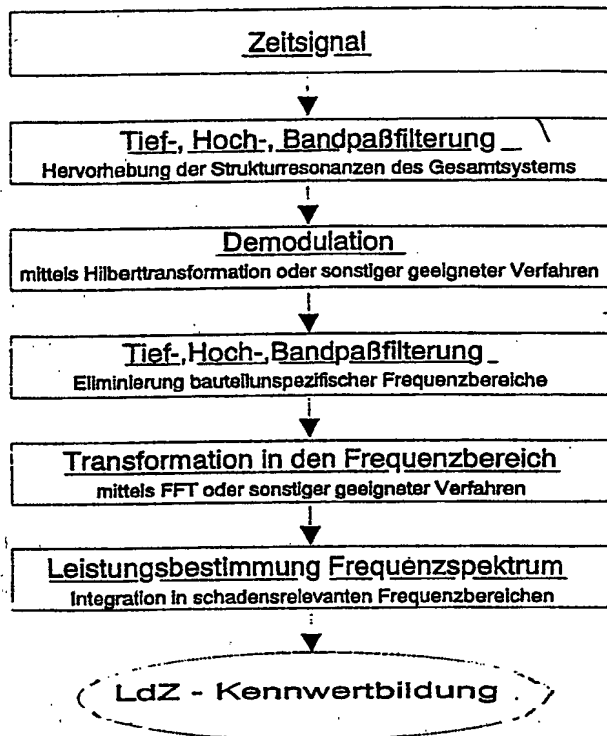 Zeitsignal
Tief-, Hoch-, Bandpaßfilterung
Hervorhebung der Strukturresonanzen des Gesamtsystems
Demodulation
mittels Hilberttransformation oder sonstiger geeigneter Verfahren
Tief-,Hoch-,Bandpaßfilterung
Eliminierung bauteilunspezifischer Frequenzbereiche
Transformation in den Frequenzbereich
mittels FFT oder sonstiger geeigneter Verfahren
Leistungsbestimmung Frequenzspektrum
Integration in schadensrelevanten Frequenzbereichen
LdZ - Kennwertbildung